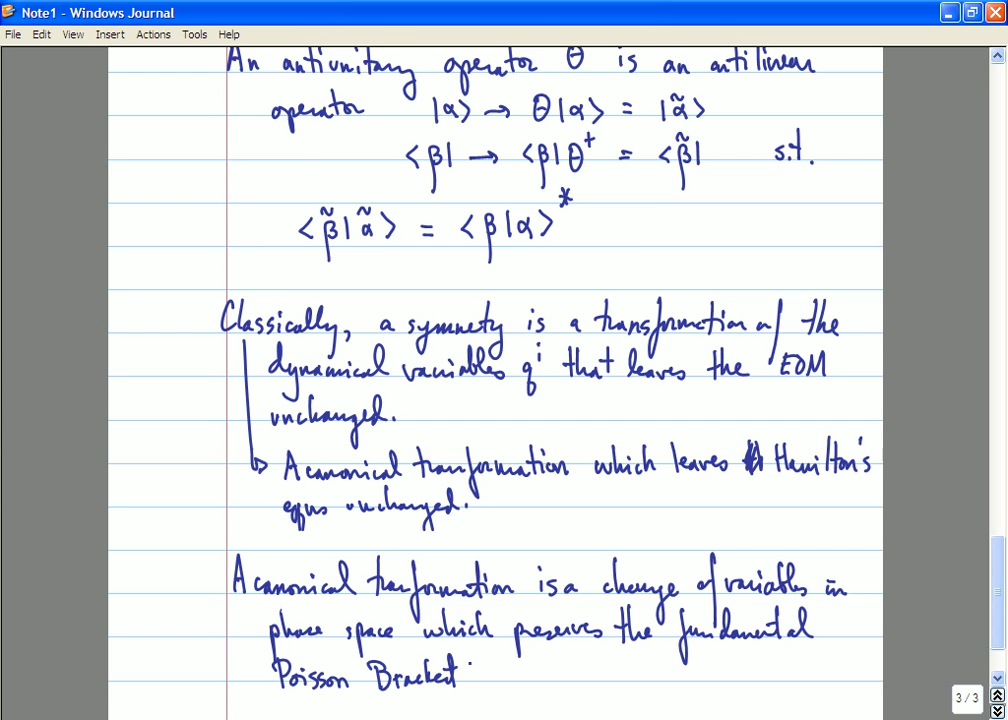 Note1 - Windows Journal
File Edit View Insert Actions Tools Help
An antiunitary operator θ is an antilinear
operator |α> → θ|α> = |α̃>
<β| → <β|θ⁺ = <β̃| s.t.
<β̃|α̃> = <β|α>*
Classically, a symmety is a transformation of the
dynamical variables qⁱ that leaves the EOM
unchanged.
A canonical transformation which leaves Hamilton's
eqns unchanged.
A canonical tranformation is a change of variables in
phase space which preserves the fundamental
Poisson Bracket
3/3